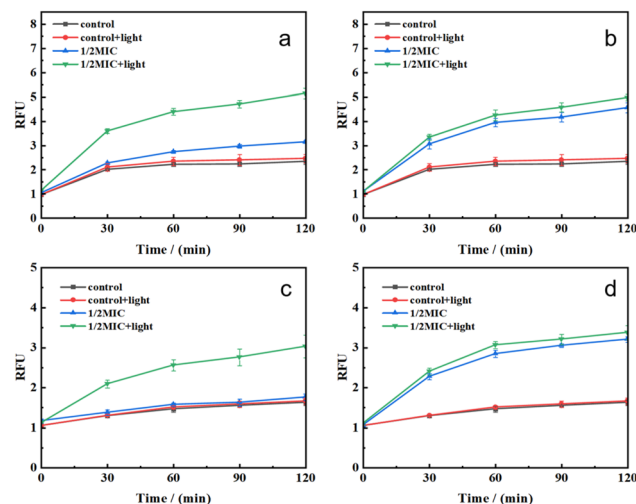 a
control
control+light
1/2MIC
1/2MIC+light
RFU
8
7
6
5
4
3
2
1
0
0 30 60 90 120
Time / (min)
b
control
control+light
1/2MIC
1/2MIC+light
RFU
8
7
6
5
4
3
2
1
0
0 30 60 90 120
Time / (min)
c
control
control+light
1/2MIC
1/2MIC+light
RFU
5
4
3
2
1
0
0 30 60 90 120
Time / (min)
d
control
control+light
1/2MIC
1/2MIC+light
RFU
5
4
3
2
1
0
0 30 60 90 120
Time / (min)